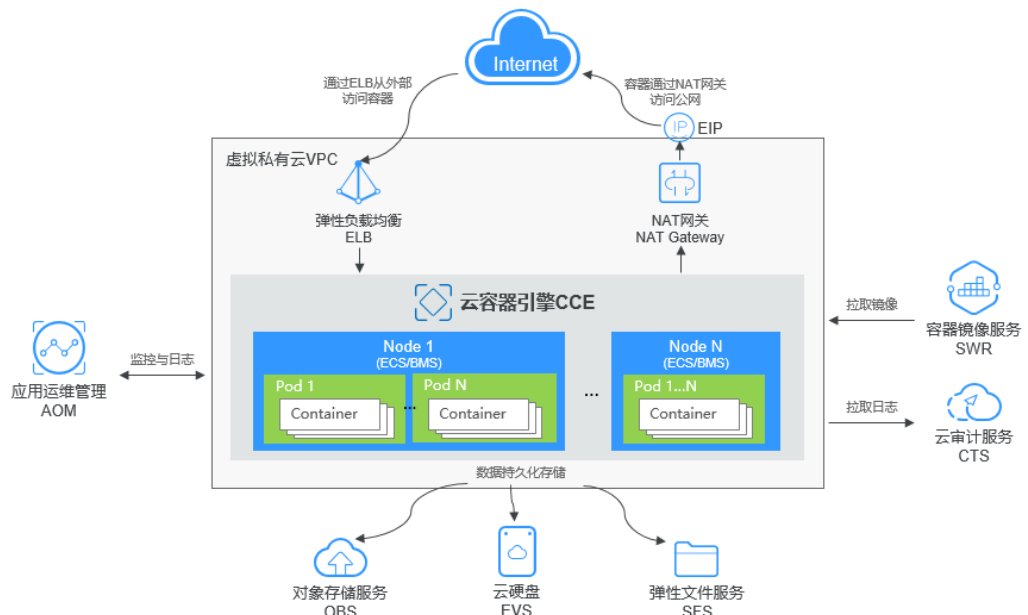 Internet
通过ELB从外部
访问容器
容器通过NAT网关
访问公网
IP
EIP
虚拟私有云VPC
弹性负载均衡
ELB
NAT网关
NAT Gateway
云容器引擎CCE
Node 1
(ECS/BMS)
Pod 1
Container
...
Pod N
Container
...
Node N
(ECS/BMS)
Pod 1...N
Container
监控与日志
应用运维管理
AOM
拉取镜像
容器镜像服务
SWR
拉取日志
云审计服务
CTS
数据持久化存储
对象存储服务
OBS
云硬盘
EVS
弹性文件服务
SFS